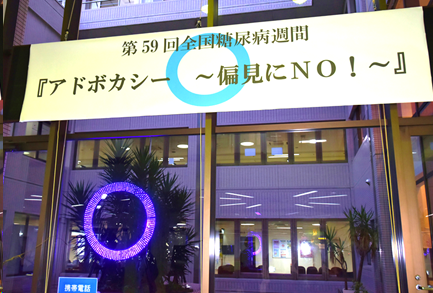 第59回全国糖尿病週間
『アドボカシー　～偏見にＮＯ！～』
携帯電話